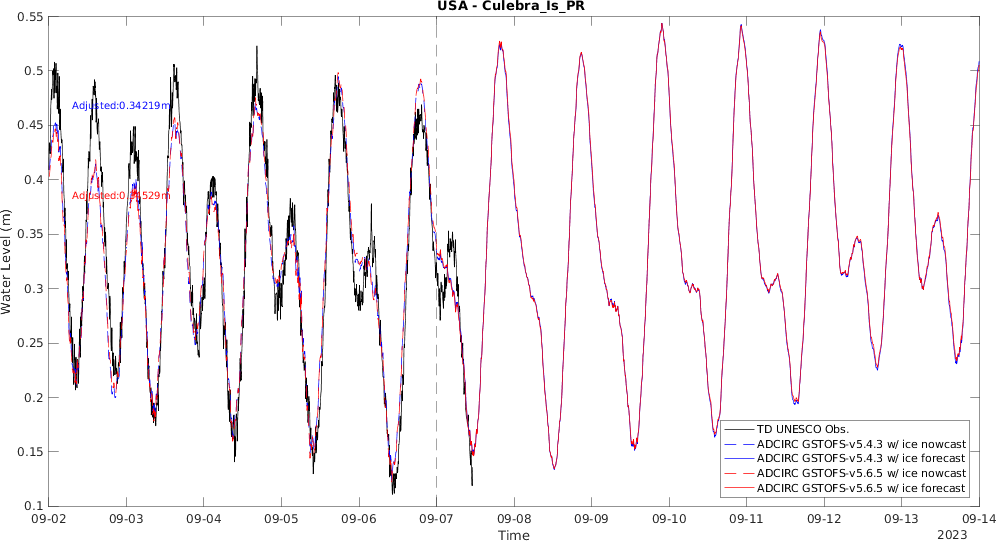 USA - Culebra_Is_PR
0.55
0.5
0.45
0.4
0.35
0.3
0.25
0.2
0.15
0.1
Water Level (m)
Adjusted:0.34219m
TD UNESCO Obs.
ADCIRC GSTOFS-v5.4.3 w/ ice nowcast
ADCIRC GSTOFS-v5.4.3 w/ ice forecast
ADCIRC GSTOFS-v5.6.5 w/ ice nowcast
ADCIRC GSTOFS-v5.6.5 w/ ice forecast
09-02 09-03 09-04 09-05 09-06 09-07 09-08 09-09 09-10 09-11 09-12 09-13 09-14
Time
2023